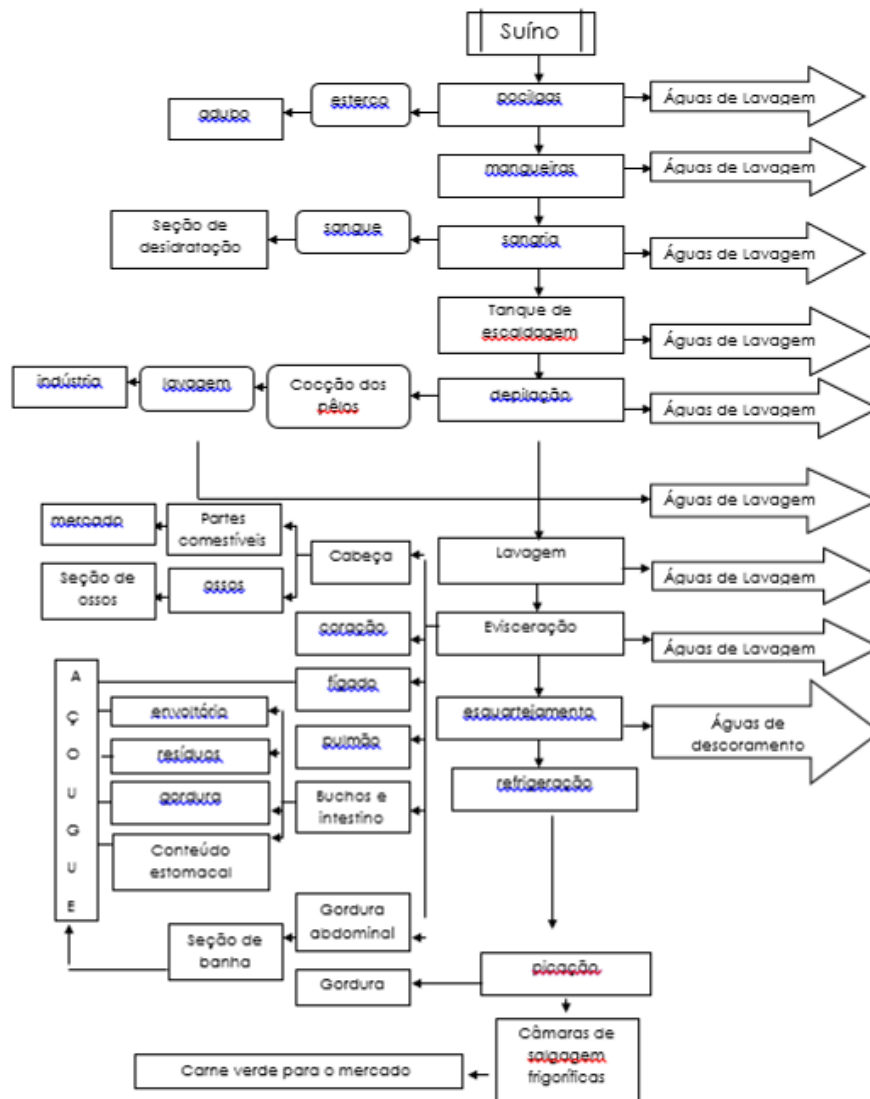 Suíno
pocilgas
Águas de Lavagem
esterco
adubo
mangueiras
Águas de Lavagem
Seção de
desidratação
sangue
sangria
Águas de Lavagem
Tanque de
escaldagem
Águas de Lavagem
indústria
lavagem
Cocção dos
pêlos
depilação
Águas de Lavagem
Águas de Lavagem
mercado
Partes
comestíveis
Cabeça
Lavagem
Águas de Lavagem
Seção de
ossos
ossos
coração
Evisceração
Águas de Lavagem
AÇOUGUE
fígado
envoltório
esquartejamento
Águas de
descoramento
resíduos
pulmão
refrigeração
gordura
Buchos e
intestino
Conteúdo
estomacal
Gordura
abdominal
Seção de
banha
Gordura
picação
Câmaras de
salgagem
frigoríficas
Carne verde para o mercado